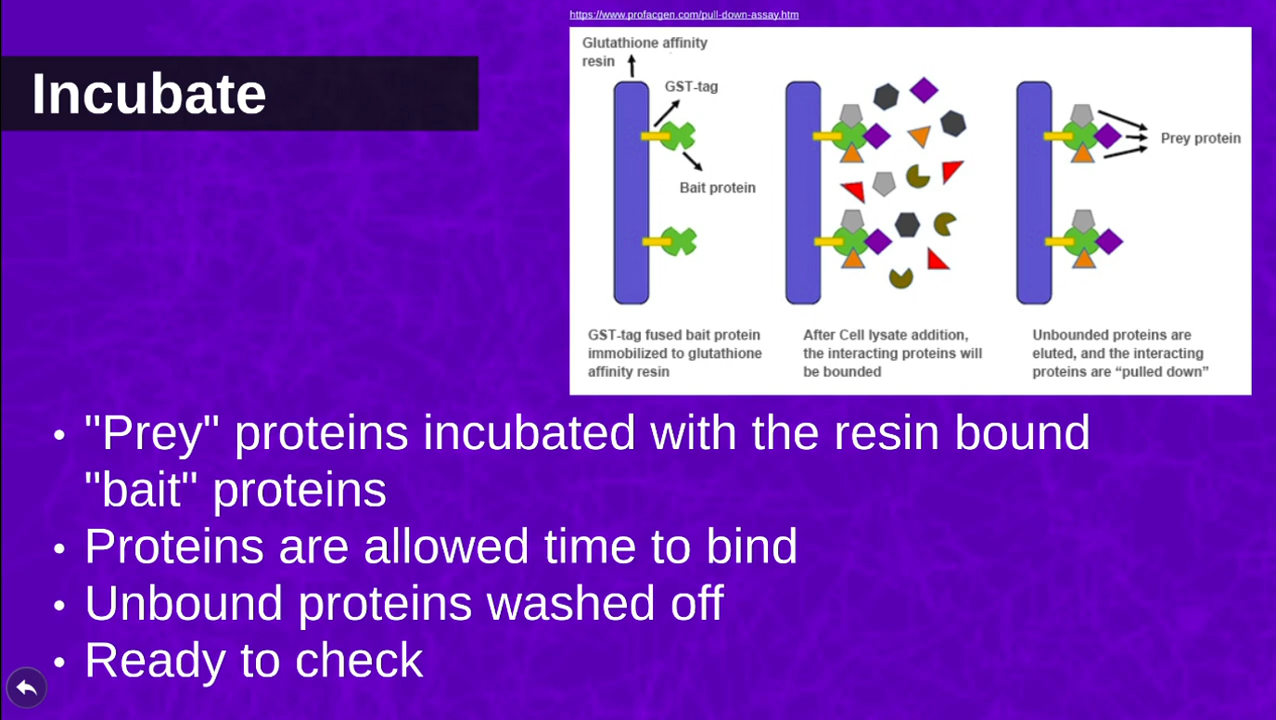 https://www.profacgen.com/pull-down-assay.htm
Incubate
Glutathione affinity
resin
GST-tag
Bait protein
Prey protein
GST-tag fused bait protein
immobilized to glutathione
affinity resin
After Cell lysate addition,
the interacting proteins will
be bounded
Unbounded proteins are
eluted, and the interacting
proteins are “pulled down”
• "Prey" proteins incubated with the resin bound
"bait" proteins
• Proteins are allowed time to bind
• Unbound proteins washed off
• Ready to check